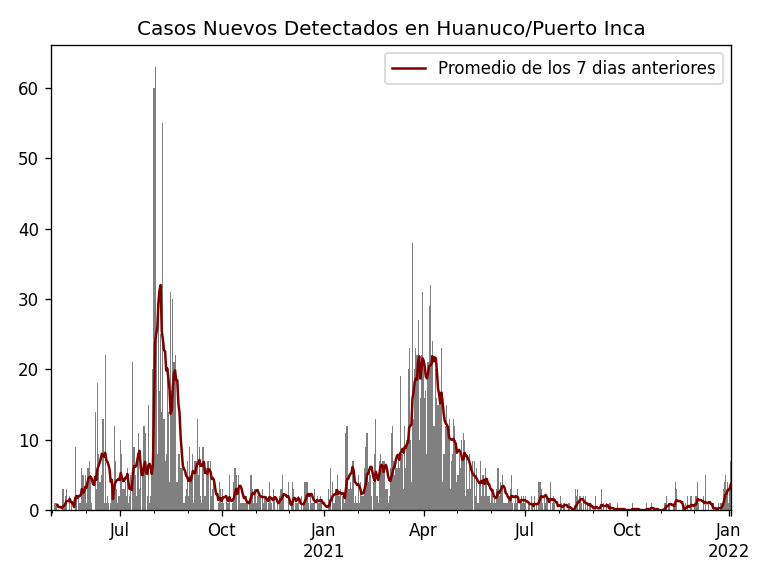 Casos Nuevos Detectados en Huanuco/Puerto Inca
Promedio de los 7 dias anteriores
60
50
40
30
20
10
0
Jul
Oct
Jan
2021
Apr
Jul
Oct
Jan
2022